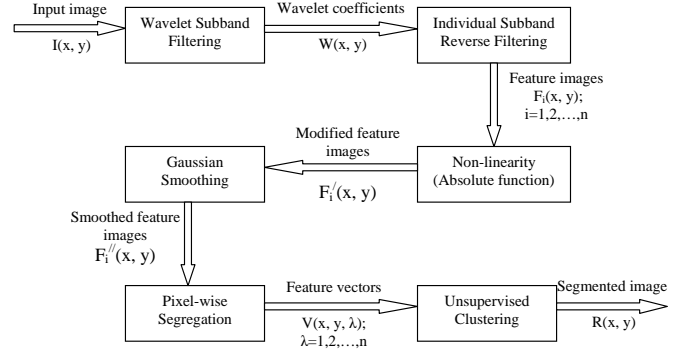 Input image
I(x, y)
Wavelet Subband
Filtering
Wavelet coefficients
W(x, y)
Individual Subband
Reverse Filtering
Feature images
Fᵢ(x, y);
i=1,2,…,n
Non-linearity
(Absolute function)
Modified feature
images
Fᵢ′(x, y)
Gaussian
Smoothing
Smoothed feature
images
Fᵢ′′(x, y)
Pixel-wise
Segregation
Feature vectors
V(x, y, λ);
λ=1,2,…,n
Unsupervised
Clustering
Segmented image
R(x, y)